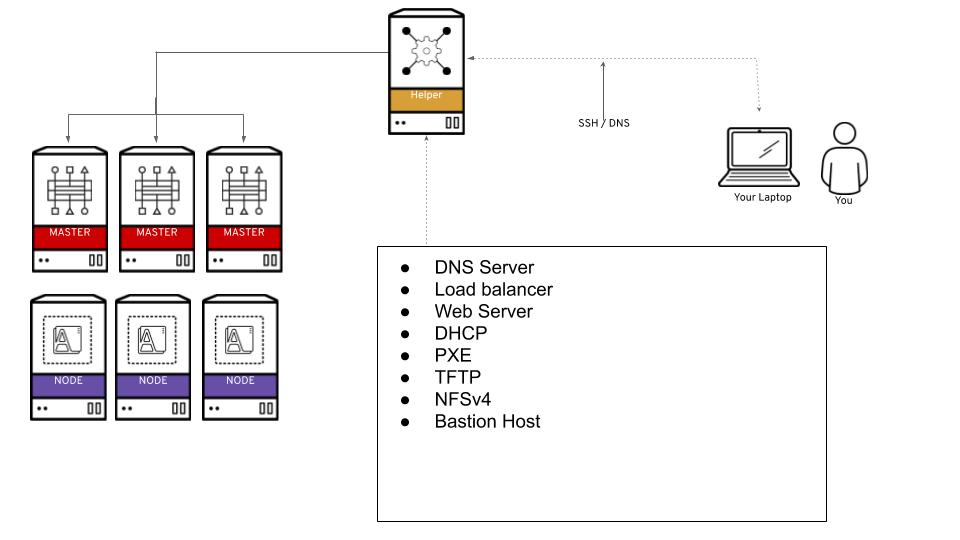 Helper
SSH / DNS
Your Laptop
You
MASTER
MASTER
MASTER
NODE
NODE
NODE
● DNS Server
● Load balancer
● Web Server
● DHCP
● PXE
● TFTP
● NFSv4
● Bastion Host